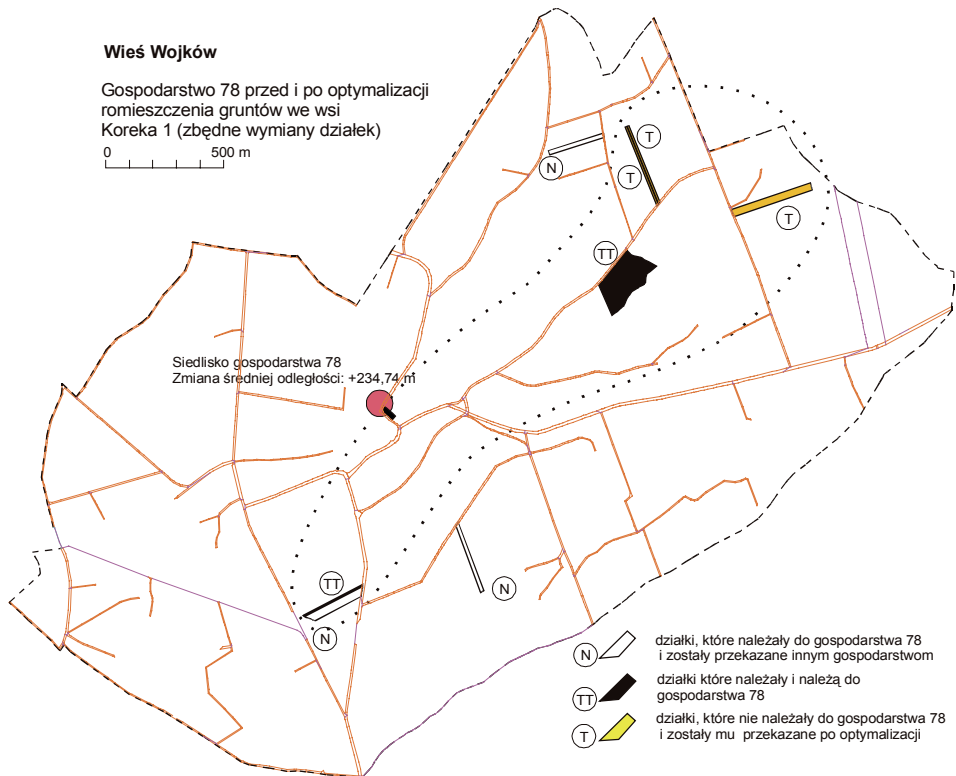 Wieś Wojków
Gospodarstwo 78 przed i po optymalizacji
romieszczenia gruntów we wsi
Koreka 1 (zbędne wymiany działek)
0 500 m
N
T
T
T
TT
Siedlisko gospodarstwa 78
Zmiana średniej odległości: +234,74 m
TT
N
N
N działki, które należały do gospodarstwa 78
i zostały przekazane innym gospodarstwom
TT działki które należały i należą do
gospodarstwa 78
T działki, które nie należały do gospodarstwa 78
i zostały mu przekazane po optymalizacji